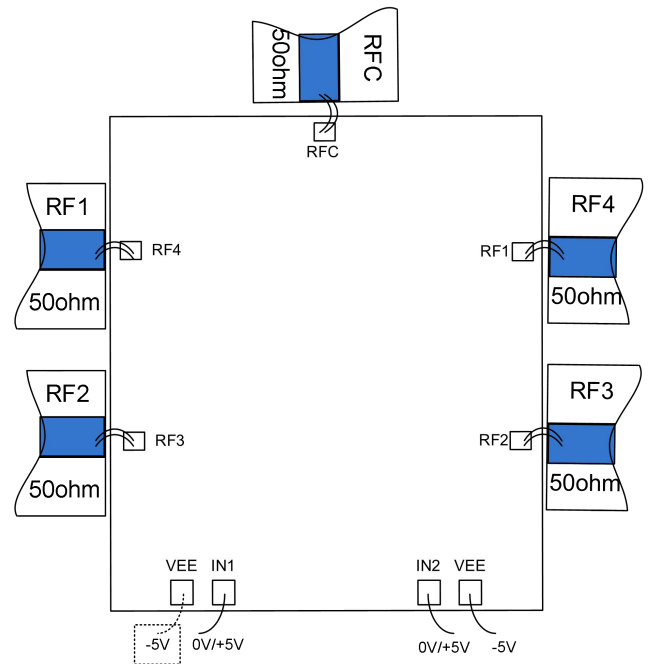 50ohm
RFC
RFC
RF1
50ohm
RF4
RF1
RF4
50ohm
RF2
50ohm
RF3
RF2
RF3
50ohm
VEE
IN1
IN2
VEE
-5V
0V/+5V
0V/+5V
-5V